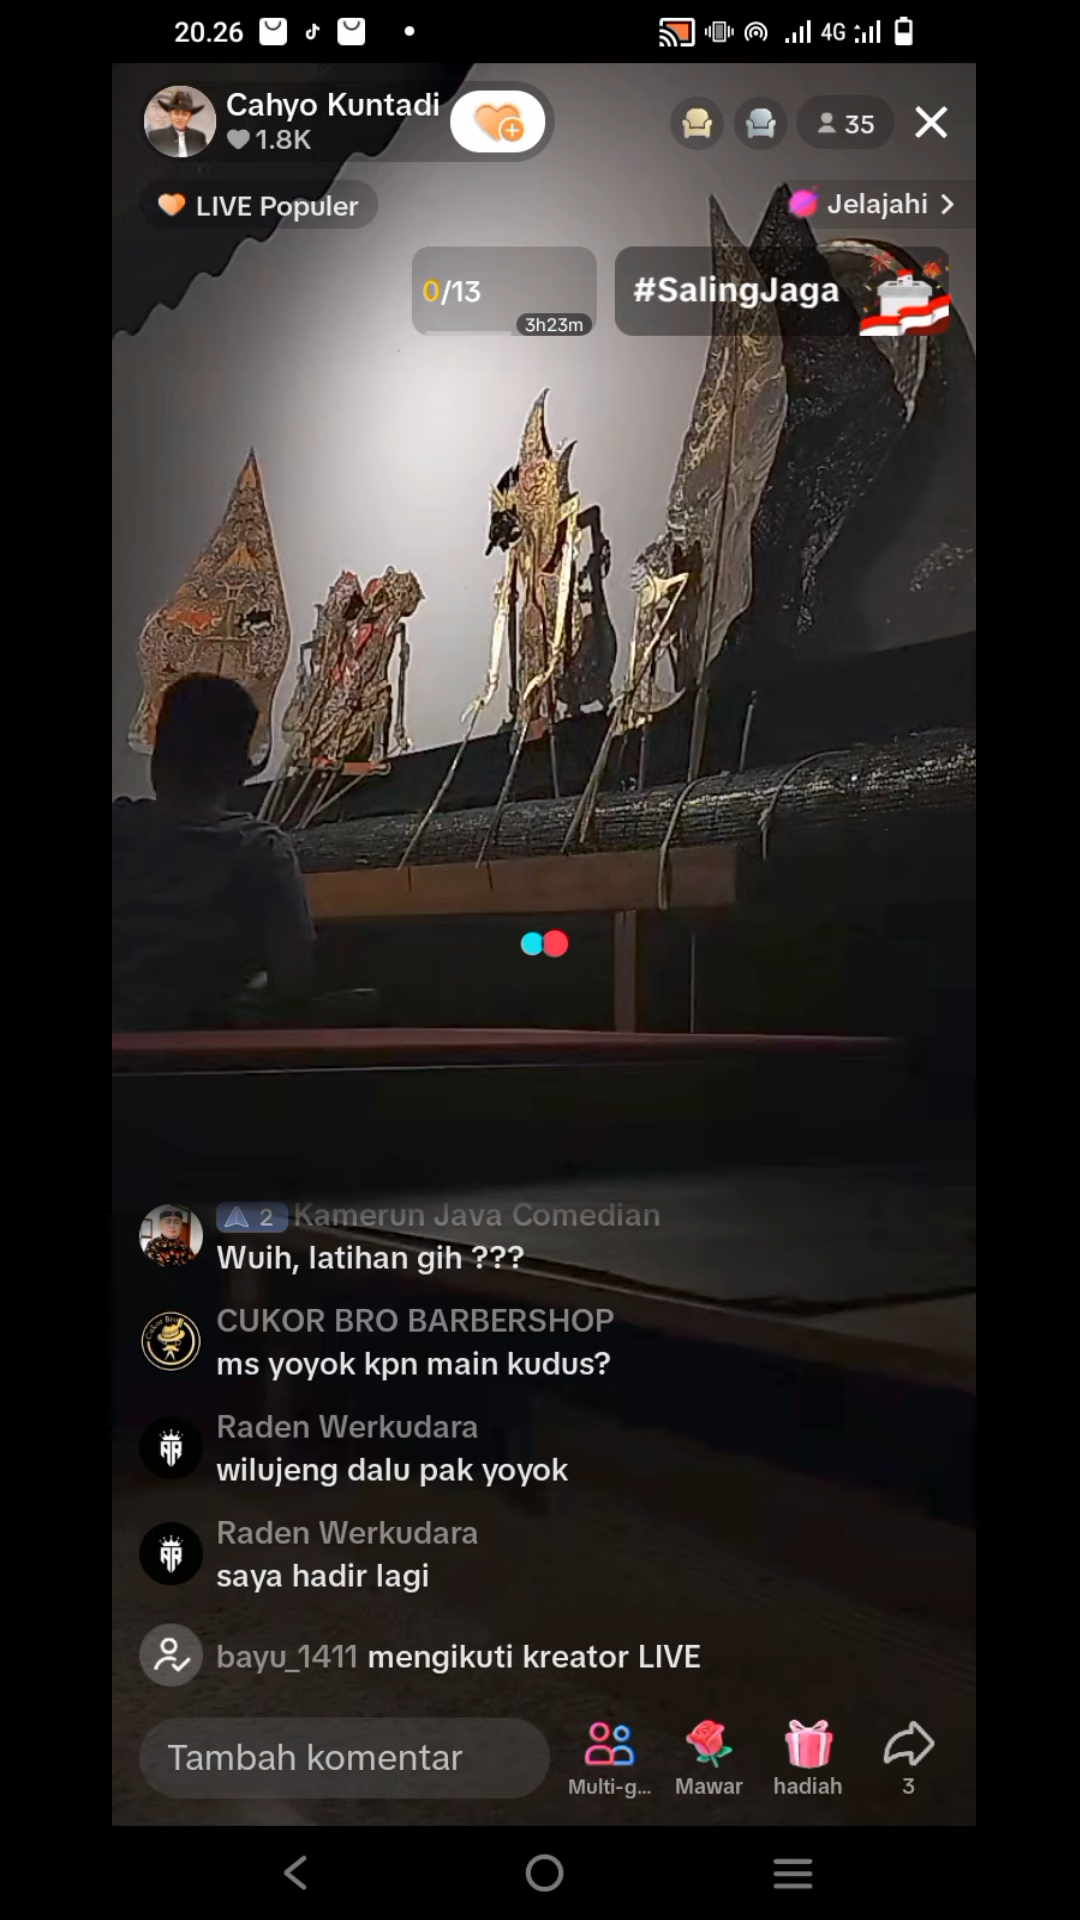 20.26
4G
Cahyo Kuntadi
1.8K
35
LIVE Populer
Jelajahi
0/13
3h23m
#SalingJaga
2 Kamerun Java Comedian
Wuih, latihan gih ???
CUKOR BRO BARBERSHOP
ms yoyok kpn main kudus?
Raden Werkudara
wilujeng dalu pak yoyok
Raden Werkudara
saya hadir lagi
bayu_1411 mengikuti kreator LIVE
Tambah komentar
Multi-g...
Mawar
hadiah
3